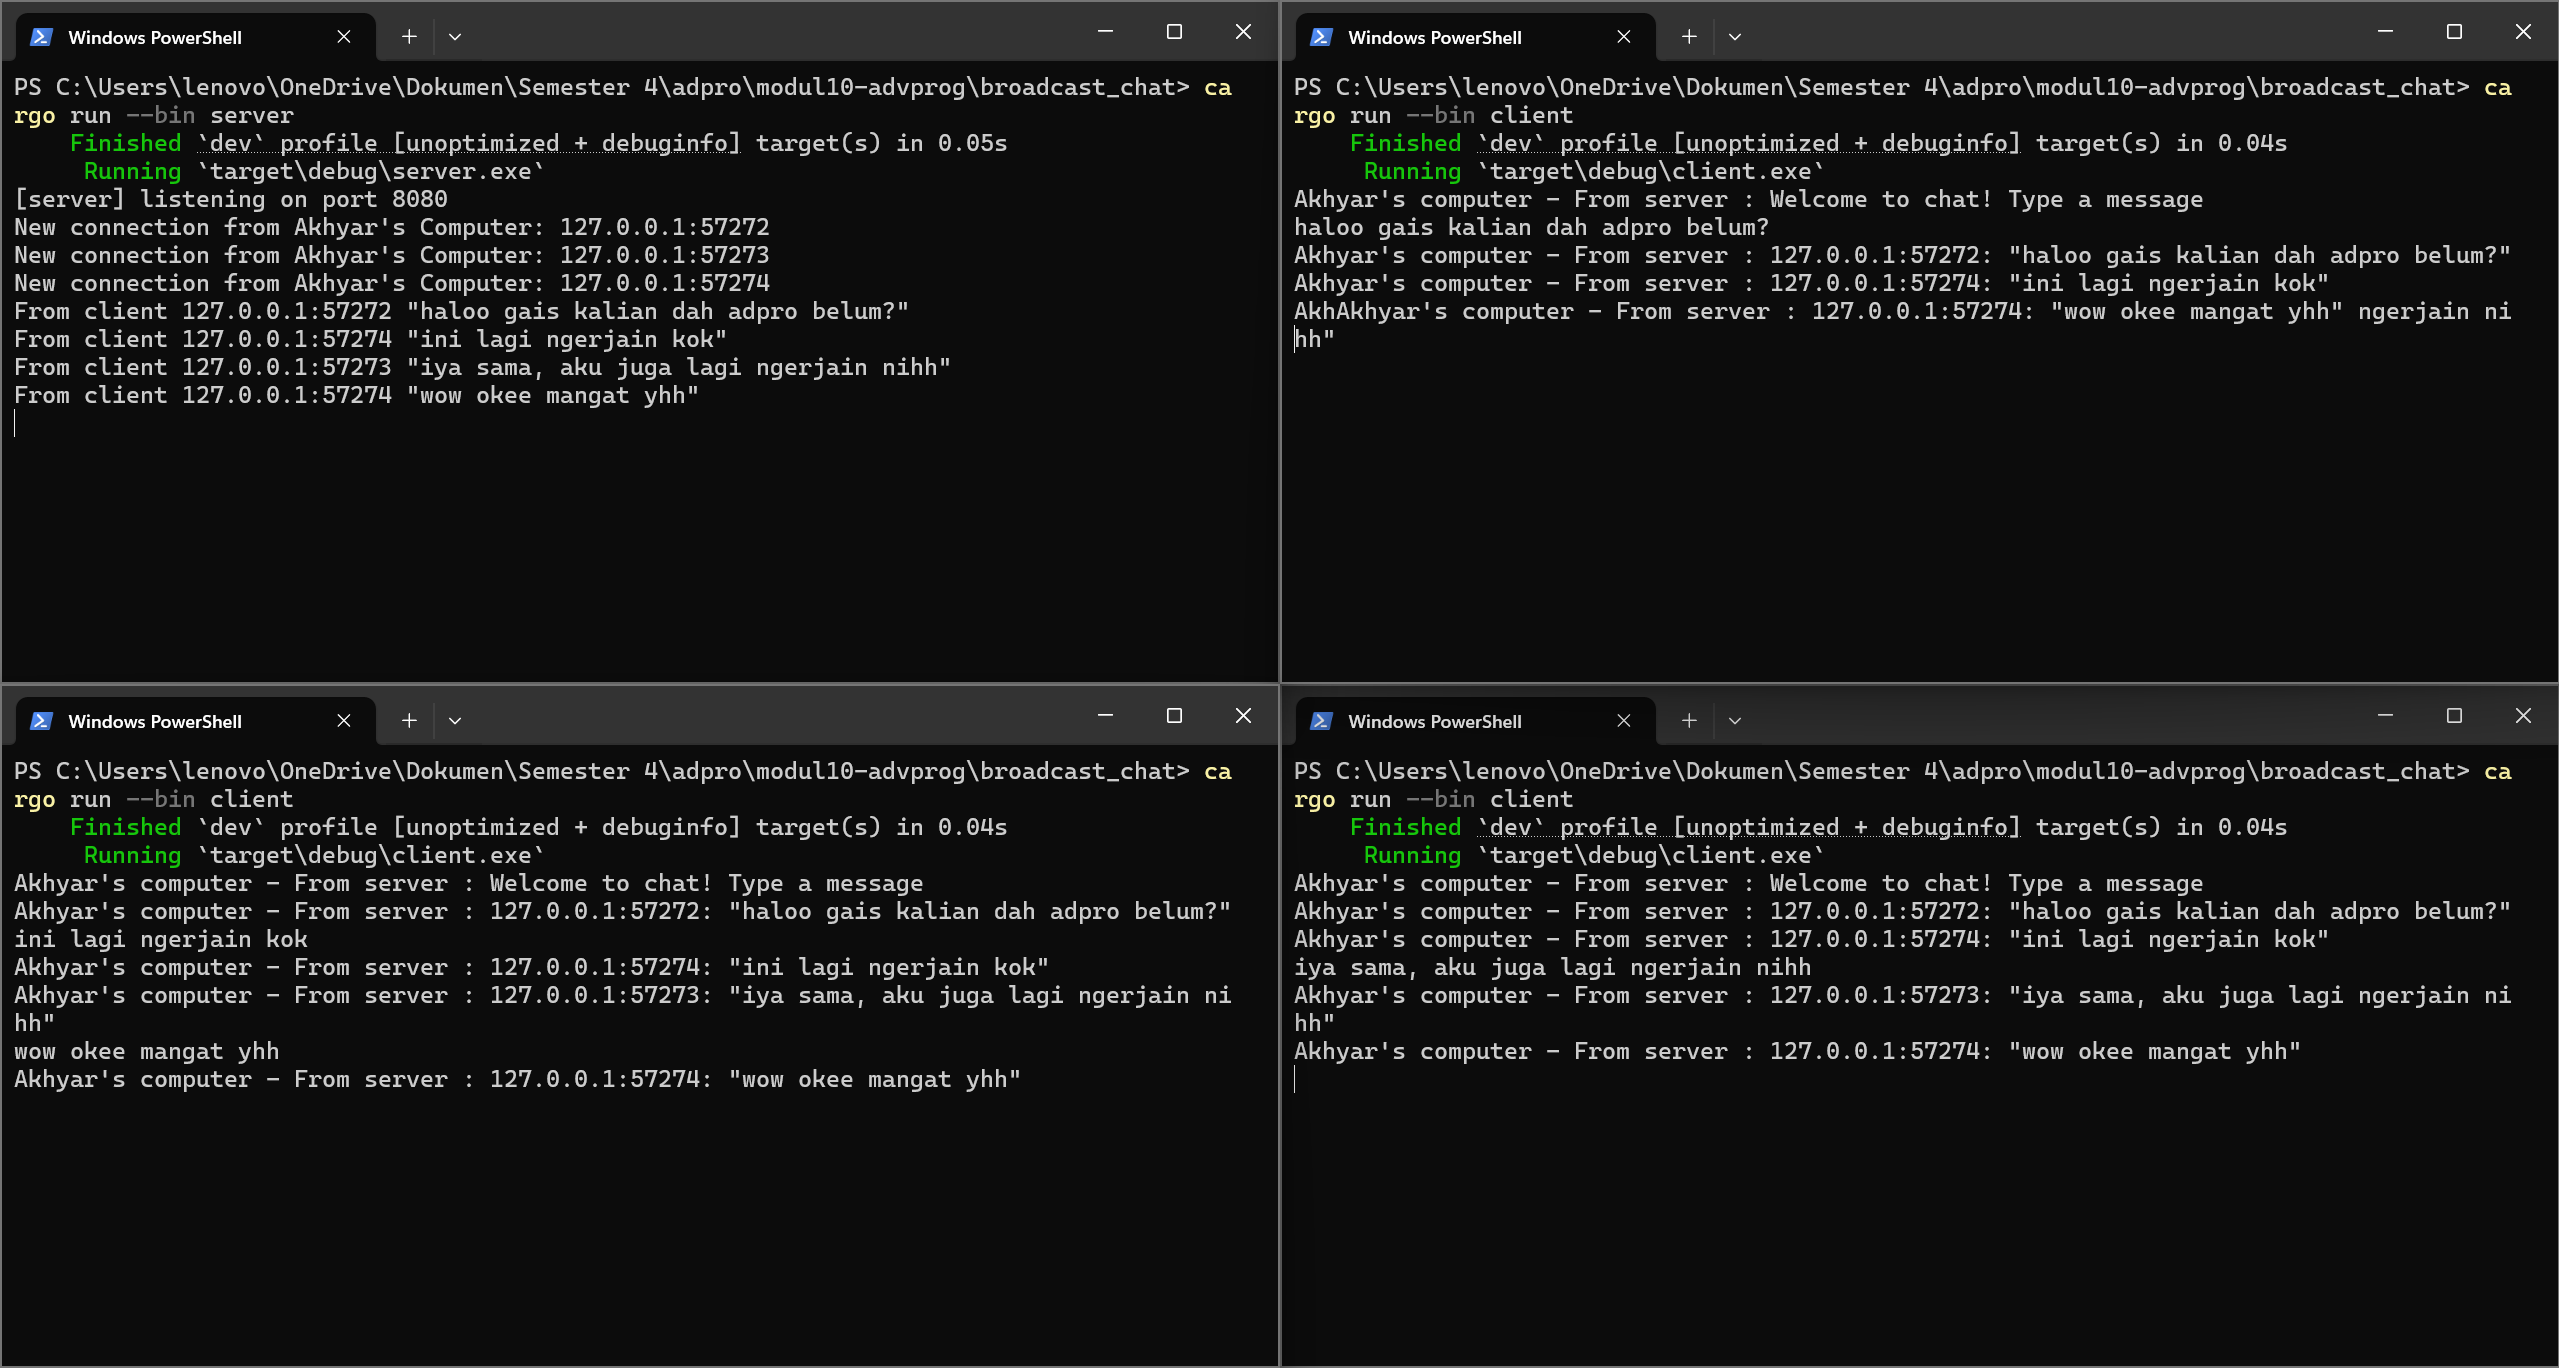 Windows PowerShell
PS C:\Users\lenovo\OneDrive\Dokumen\Semester 4\adpro\modul10-advprog\broadcast_chat> ca
rgo run --bin server
Finished `dev` profile [unoptimized + debuginfo] target(s) in 0.05s
Running `target\debug\server.exe`
[server] listening on port 8080
New connection from Akhyar's Computer: 127.0.0.1:57272
New connection from Akhyar's Computer: 127.0.0.1:57273
New connection from Akhyar's Computer: 127.0.0.1:57274
From client 127.0.0.1:57272 "haloo gais kalian dah adpro belum?"
From client 127.0.0.1:57274 "ini lagi ngerjain kok"
From client 127.0.0.1:57273 "iya sama, aku juga lagi ngerjain nihh"
From client 127.0.0.1:57274 "wow okee mangat yhh"
Windows PowerShell
PS C:\Users\lenovo\OneDrive\Dokumen\Semester 4\adpro\modul10-advprog\broadcast_chat> ca
rgo run --bin client
Finished `dev` profile [unoptimized + debuginfo] target(s) in 0.04s
Running `target\debug\client.exe`
Akhyar's computer - From server : Welcome to chat! Type a message
haloo gais kalian dah adpro belum?
Akhyar's computer - From server : 127.0.0.1:57272: "haloo gais kalian dah adpro belum?"
Akhyar's computer - From server : 127.0.0.1:57274: "ini lagi ngerjain kok"
AkhAkhyar's computer - From server : 127.0.0.1:57274: "wow okee mangat yhh" ngerjain ni
hh"
Windows PowerShell
PS C:\Users\lenovo\OneDrive\Dokumen\Semester 4\adpro\modul10-advprog\broadcast_chat> ca
rgo run --bin client
Finished `dev` profile [unoptimized + debuginfo] target(s) in 0.04s
Running `target\debug\client.exe`
Akhyar's computer - From server : Welcome to chat! Type a message
Akhyar's computer - From server : 127.0.0.1:57272: "haloo gais kalian dah adpro belum?"
ini lagi ngerjain kok
Akhyar's computer - From server : 127.0.0.1:57274: "ini lagi ngerjain kok"
Akhyar's computer - From server : 127.0.0.1:57273: "iya sama, aku juga lagi ngerjain ni
hh"
wow okee mangat yhh
Akhyar's computer - From server : 127.0.0.1:57274: "wow okee mangat yhh"
Windows PowerShell
PS C:\Users\lenovo\OneDrive\Dokumen\Semester 4\adpro\modul10-advprog\broadcast_chat> ca
rgo run --bin client
Finished `dev` profile [unoptimized + debuginfo] target(s) in 0.04s
Running `target\debug\client.exe`
Akhyar's computer - From server : Welcome to chat! Type a message
Akhyar's computer - From server : 127.0.0.1:57272: "haloo gais kalian dah adpro belum?"
Akhyar's computer - From server : 127.0.0.1:57274: "ini lagi ngerjain kok"
iya sama, aku juga lagi ngerjain nihh
Akhyar's computer - From server : 127.0.0.1:57273: "iya sama, aku juga lagi ngerjain ni
hh"
Akhyar's computer - From server : 127.0.0.1:57274: "wow okee mangat yhh"